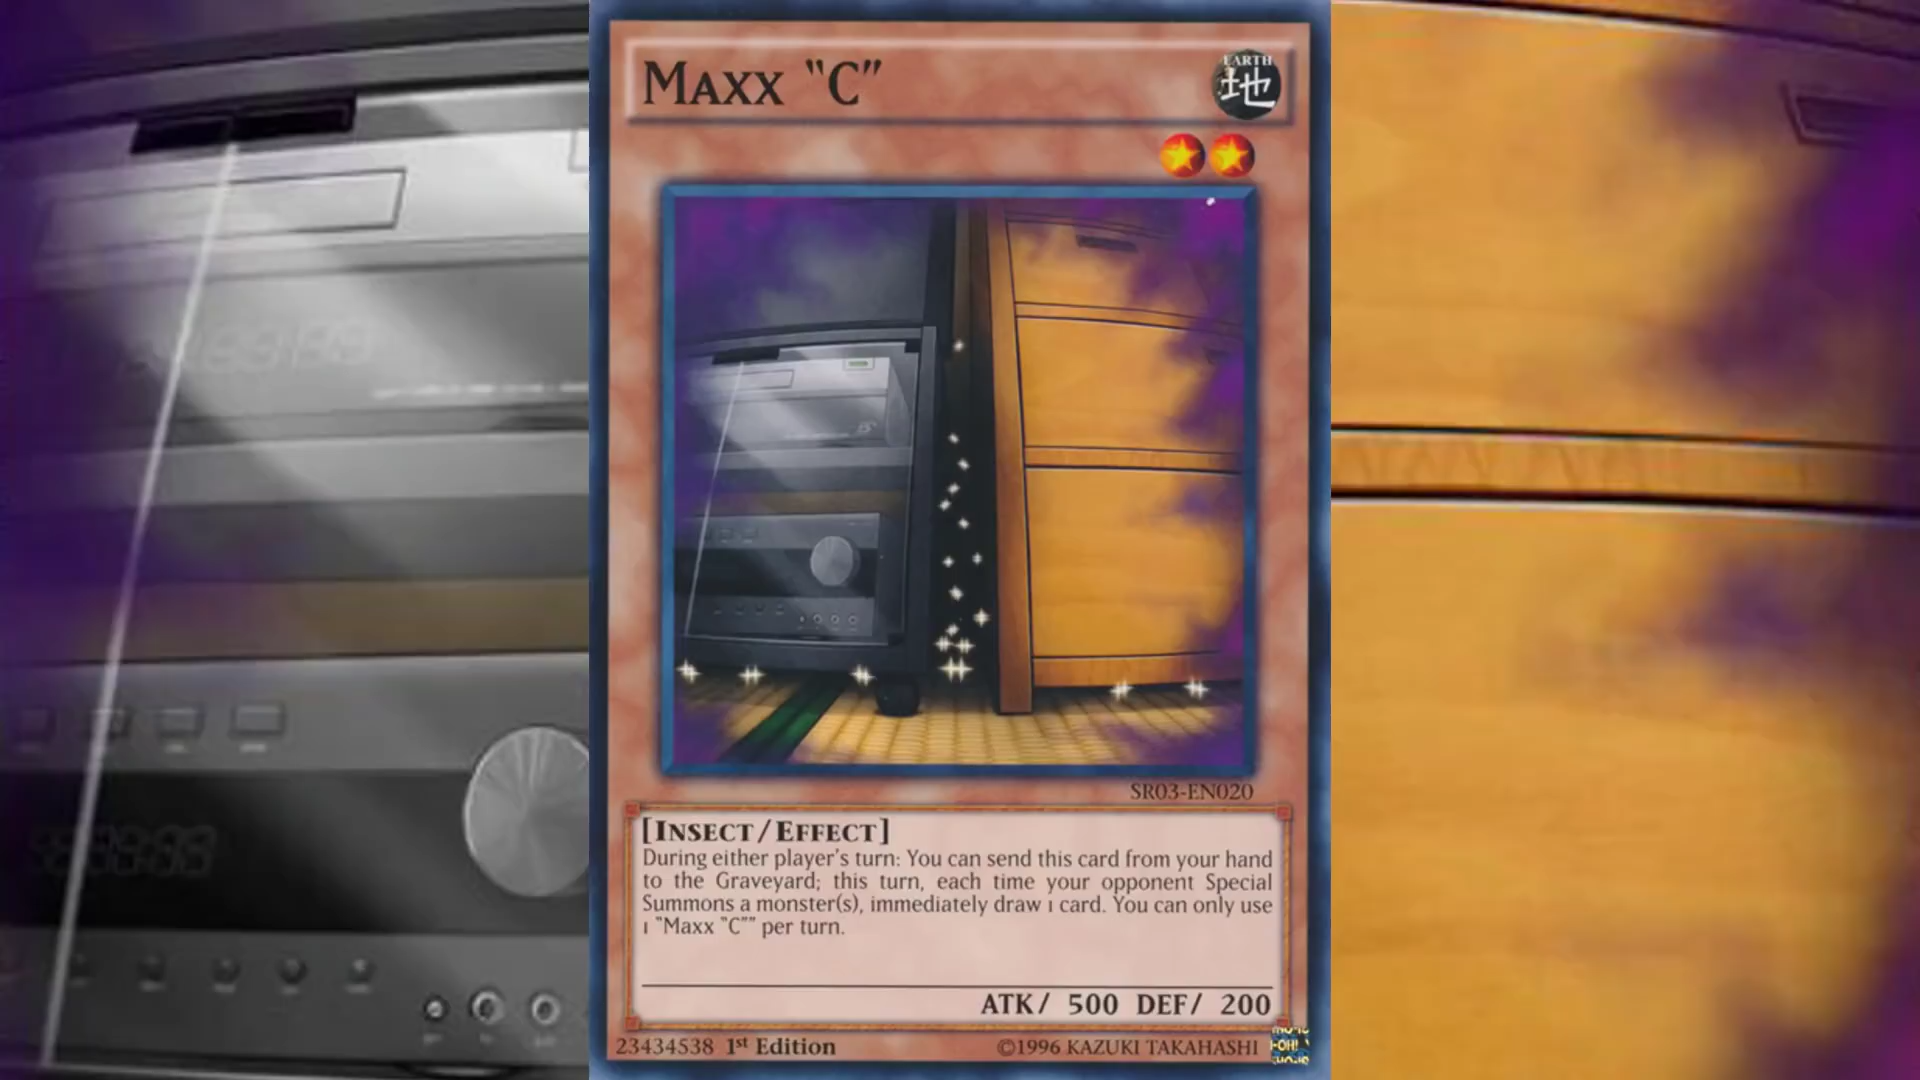 MAXX "C"
EARTH
地
SR03-EN020
[INSECT/EFFECT]
During either player's turn: You can send this card from your hand
to the Graveyard; this turn, each time your opponent Special
Summons a monster(s), immediately draw 1 card. You can only use
1 "Maxx "C"" per turn.
ATK/ 500 DEF/ 200
23434538 1st Edition
©1996 KAZUKI TAKAHASHI